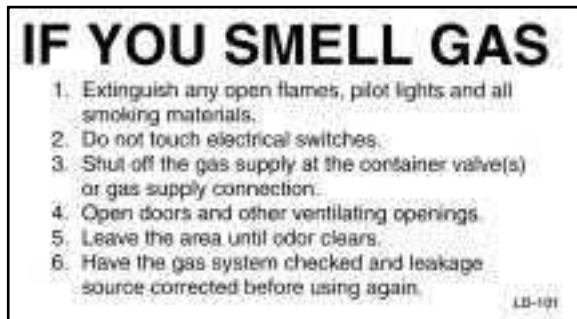 IF YOU SMELL GAS
1. Extinguish any open flames, pilot lights and all
smoking materials.
2. Do not touch electrical switches.
3. Shut off the gas supply at the container valve(s)
or gas supply connection.
4. Open doors and other ventilating openings.
5. Leave the area until odor clears.
6. Have the gas system checked and leakage
source corrected before using again.
LB-101